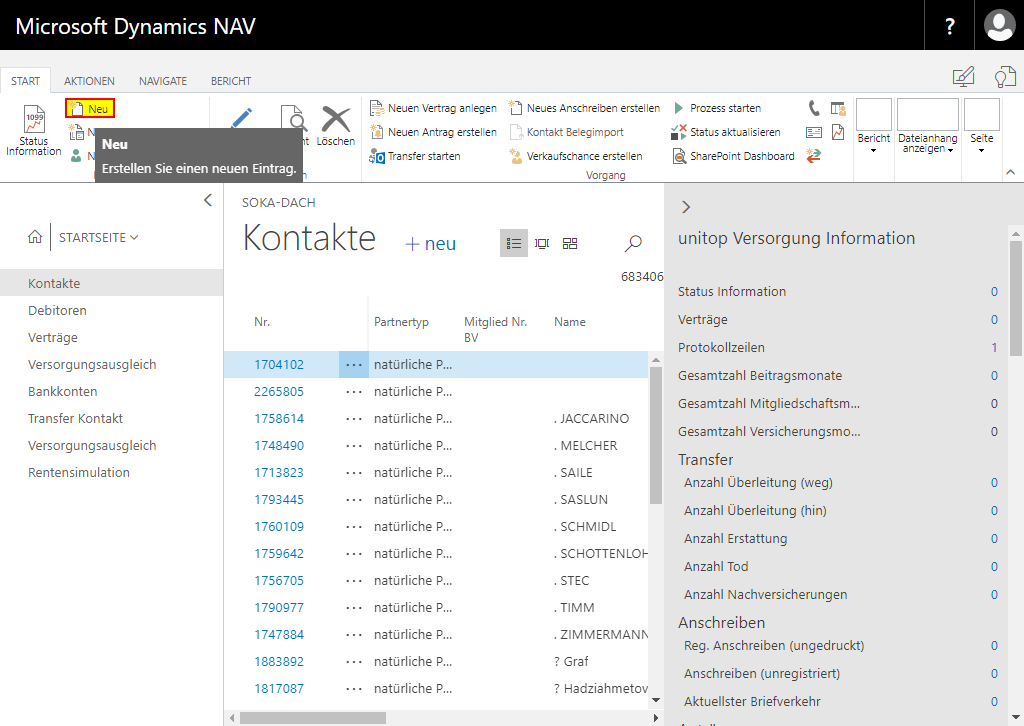 Microsoft Dynamics NAV
?
START
AKTIONEN
NAVIGATE
BERICHT
1099
Status
Information
Neu
Neu
Erstellen Sie einen neuen Eintrag.
Löschen
Neuen Vertrag anlegen
Neuen Antrag erstellen
Transfer starten
Neues Anschreiben erstellen
Kontakt Belegimport
Verkaufschance erstellen
Prozess starten
Status aktualisieren
SharePoint Dashboard
Vorgang
Bericht
Dateianhang
anzeigen
Seite
STARTSEITE
Kontakte
Debitoren
Verträge
Versorgungsausgleich
Bankkonten
Transfer Kontakt
Versorgungsausgleich
Rentensimulation
SOKA-DACH
Kontakte
+ neu
683406
Nr. Partnertyp Mitglied Nr. Name
BV
1704102 ··· natürliche P...
2265805 ··· natürliche P...
1758614 ··· natürliche P... . JACCARINO
1748490 ··· natürliche P... . MELCHER
1713823 ··· natürliche P... . SAILE
1793445 ··· natürliche P... . SASLUN
1760109 ··· natürliche P... . SCHMIDL
1759642 ··· natürliche P... . SCHOTTENLOH
1756705 ··· natürliche P... . STEC
1790977 ··· natürliche P... . TIMM
1747884 ··· natürliche P... . ZIMMERMANN
1883892 ··· natürliche P... ? Graf
1817087 ··· natürliche P... ? Hadziahmetov
unitop Versorgung Information
Status Information 0
Verträge 0
Protokollzeilen 1
Gesamtzahl Beitragsmonate 0
Gesamtzahl Mitgliedschaftsm... 0
Gesamtzahl Versicherungsmo... 0
Transfer
Anzahl Überleitung (weg) 0
Anzahl Überleitung (hin) 0
Anzahl Erstattung 0
Anzahl Tod 0
Anzahl Nachversicherungen 0
Anschreiben
Reg. Anschreiben (ungedruckt) 0
Anschreiben (unregistriert) 0
Aktuellster Briefverkehr 0